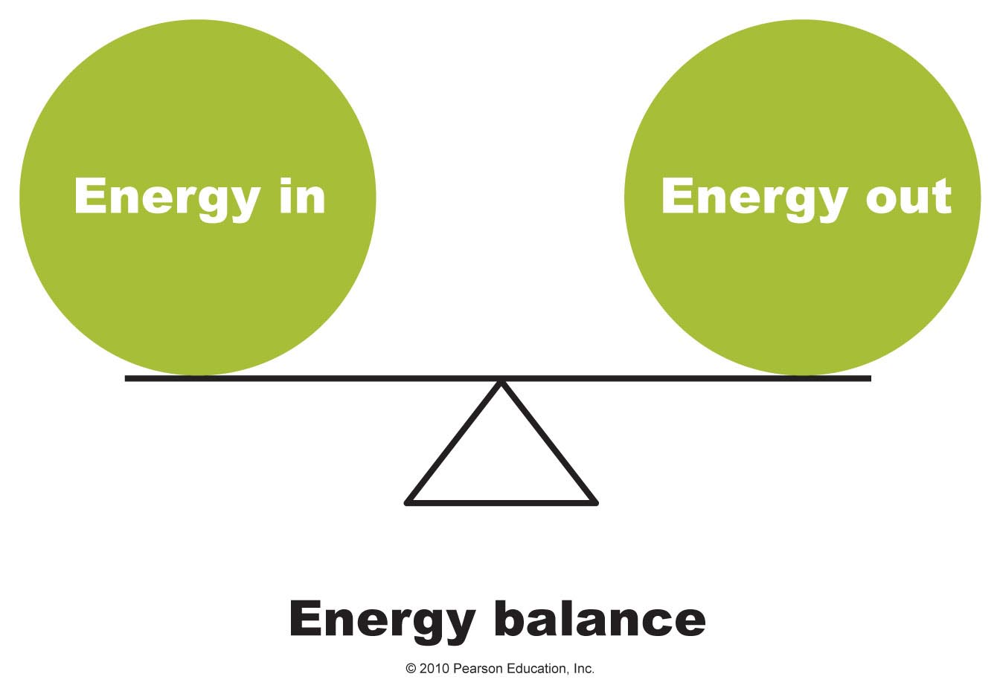 Energy in
Energy out
Energy balance
© 2010 Pearson Education, Inc.